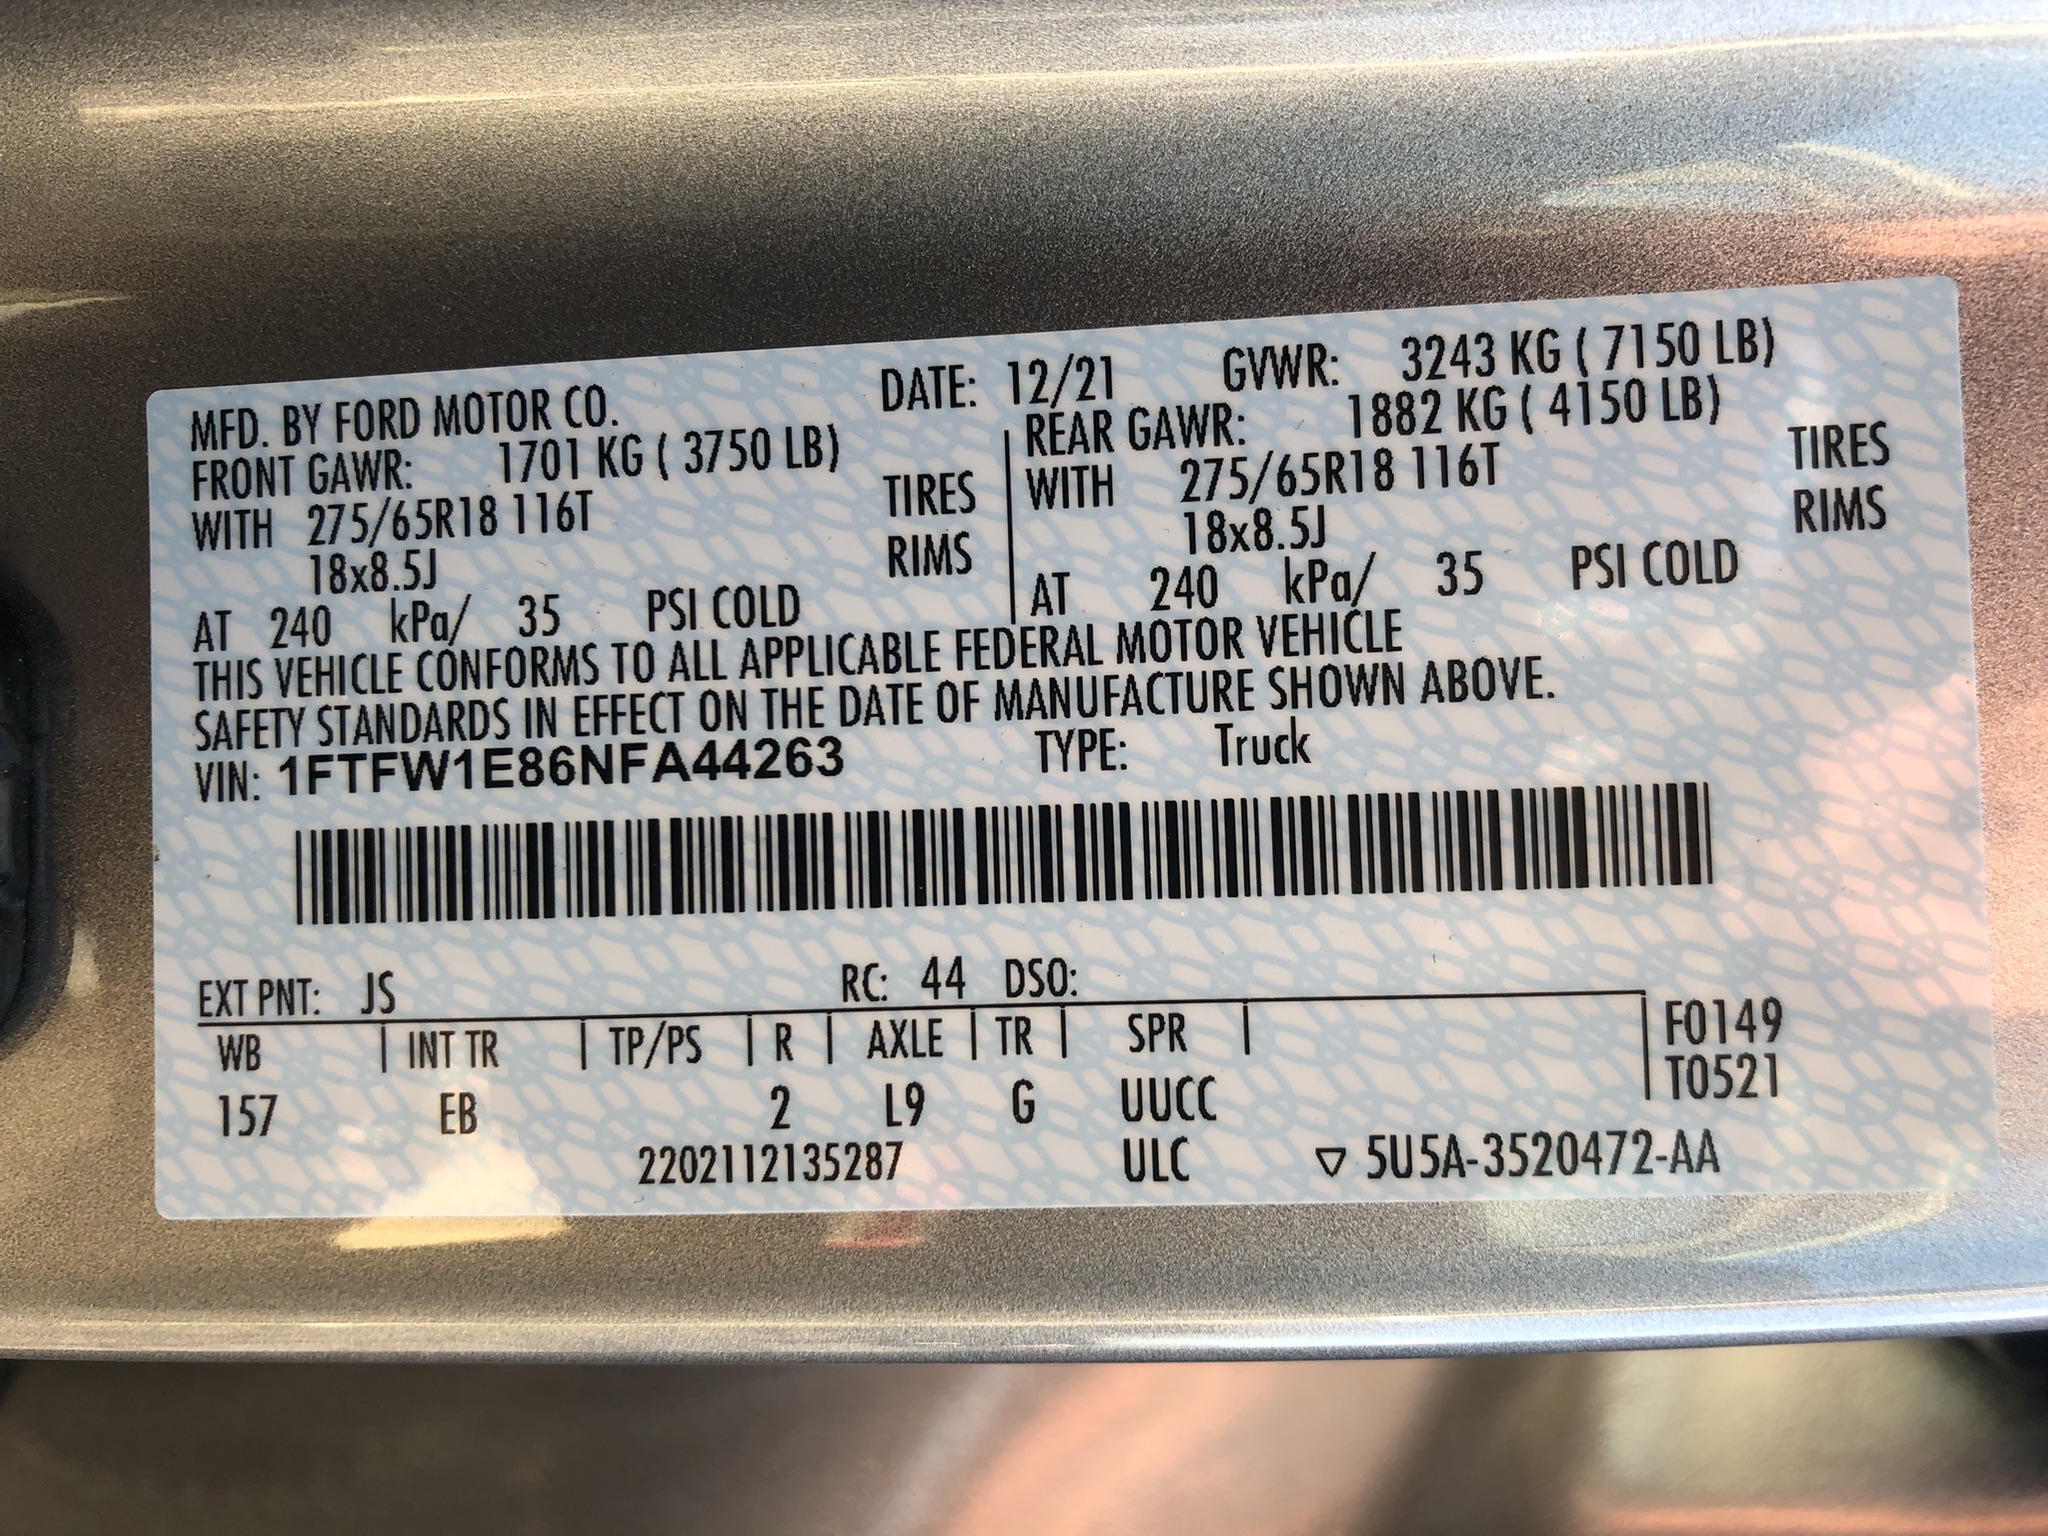 MFD. BY FORD MOTOR CO. DATE: 12/21 GVWR: 3243 KG ( 7150 LB)
FRONT GAWR: 1701 KG ( 3750 LB) REAR GAWR: 1882 KG ( 4150 LB)
WITH 275/65R18 116T TIRES WITH 275/65R18 116T TIRES
18x8.5J RIMS 18x8.5J RIMS
AT 240 kPa/ 35 PSI COLD AT 240 kPa/ 35 PSI COLD
THIS VEHICLE CONFORMS TO ALL APPLICABLE FEDERAL MOTOR VEHICLE
SAFETY STANDARDS IN EFFECT ON THE DATE OF MANUFACTURE SHOWN ABOVE.
VIN: 1FTFW1E86NFA44263 TYPE: Truck
EXT PNT: JS RC: 44 DSO:
WB | INT TR | TP/PS | R | AXLE | TR | SPR | F0149
T0521
157 EB 2 L9 G UUCC
2202112135287 ULC ▽ 5U5A-3520472-AA